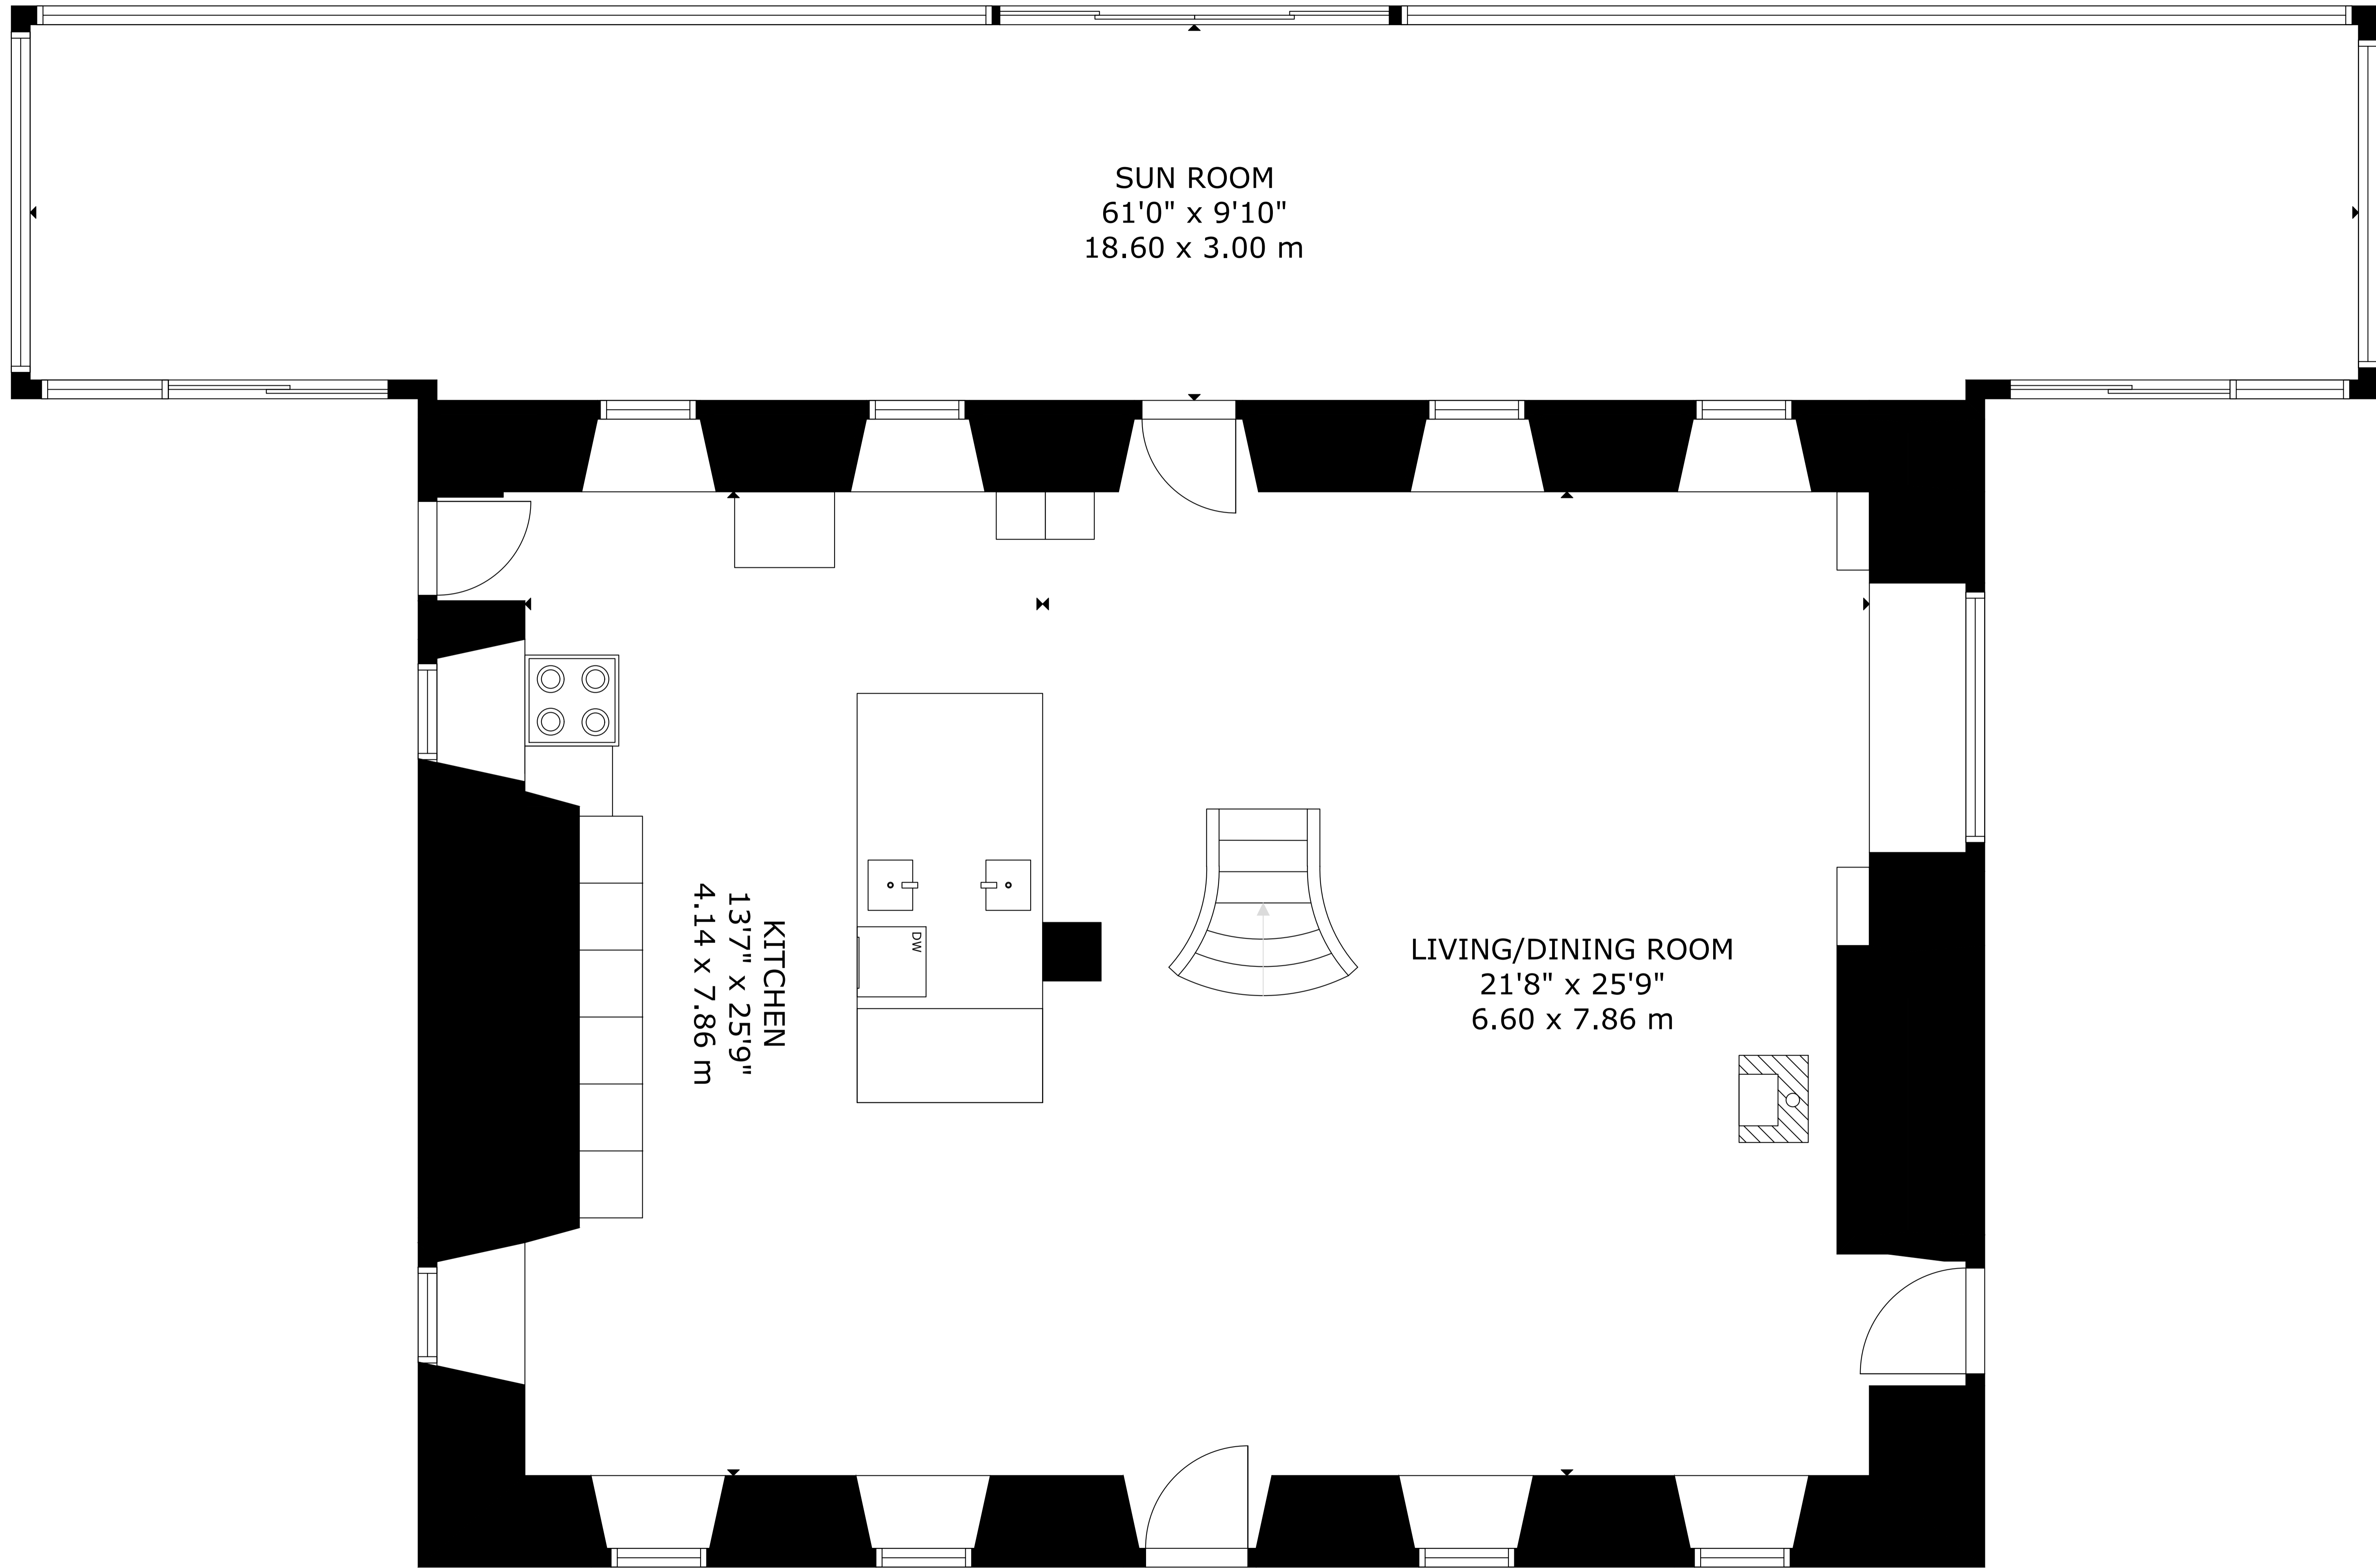 SUN ROOM
61'0" x 9'10"
18.60 x 3.00 m
KITCHEN
13'7" x 25'9"
4.14 x 7.86 m
DW
LIVING/DINING ROOM
21'8" x 25'9"
6.60 x 7.86 m